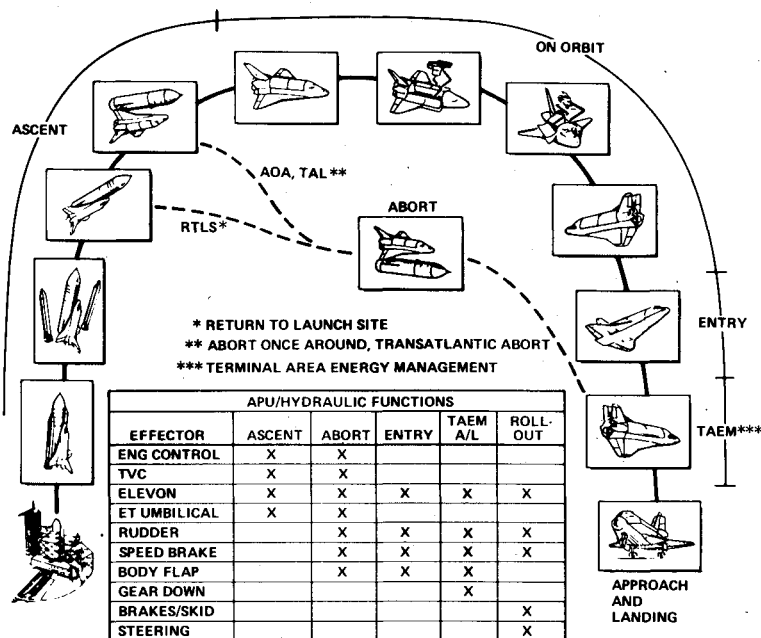 ON ORBIT
ASCENT
AOA, TAL**
ABORT
RTLS*
ENTRY
* RETURN TO LAUNCH SITE
** ABORT ONCE AROUND, TRANSATLANTIC ABORT
*** TERMINAL AREA ENERGY MANAGEMENT
TAEM***
APU/HYDRAULIC FUNCTIONS
EFFECTOR ASCENT ABORT ENTRY TAEM A/L ROLL-OUT
ENG CONTROL X X
TVC X X
ELEVON X X X X X
ET UMBILICAL X X
RUDDER X X X X
SPEED BRAKE X X X X
BODY FLAP X X X
GEAR DOWN X
BRAKES/SKID X
STEERING X
APPROACH
AND
LANDING